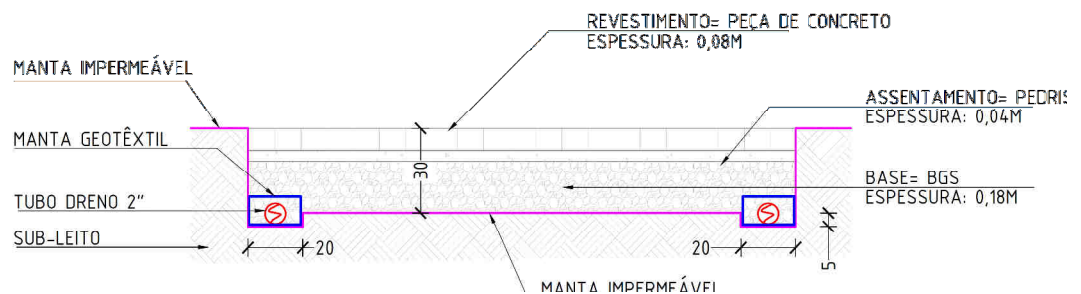 REVESTIMENTO= PEÇA DE CONCRETO
ESPESSURA: 0,08M
MANTA IMPERMEÁVEL
ASSENTAMENTO= PEDRIS
ESPESSURA: 0,04M
MANTA GEOTÊXTIL
30
BASE= BGS
ESPESSURA: 0,18M
TUBO DRENO 2"
SUB-LEITO
20
20
5
MANTA IMPERMEÁVEL